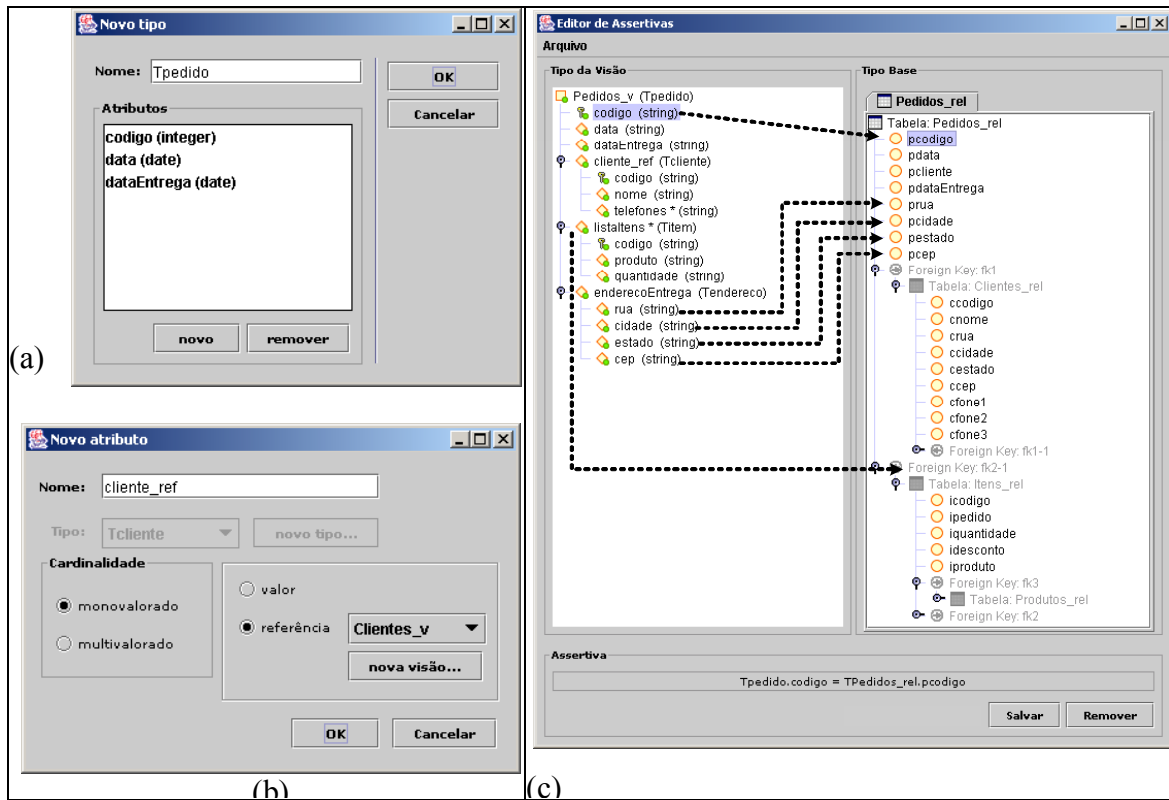 Novo tipo
Nome: Tpedido
OK
Cancelar
Atributos
codigo (integer)
data (date)
dataEntrega (date)
novo remover
(a)
Novo atributo
Nome: cliente_ref
Tipo: Tcliente novo tipo...
Cardinalidade
monovalorado
multivalorado
valor
referência Clientes_v
nova visão...
OK Cancelar
(b)
Editor de Assertivas
Arquivo
Tipo da Visão
Pedidos_v (Tpedido)
codigo (string)
data (string)
dataEntrega (string)
cliente_ref (Tcliente)
codigo (string)
nome (string)
telefones * (string)
listaItens * (Titem)
codigo (string)
produto (string)
quantidade (string)
enderecoEntrega (Tendereco)
rua (string)
cidade (string)
estado (string)
cep (string)
Tipo Base
Pedidos_rel
Tabela: Pedidos_rel
pcodigo
pdata
pcliente
pdataEntrega
prua
pcidade
pestado
pcep
Foreign Key: fk1
Tabela: Clientes_rel
ccodigo
cnome
crua
ccidade
cestado
ccep
cfone1
cfone2
cfone3
Foreign Key: fk1-1
Foreign Key: fk2-1
Tabela: Itens_rel
icodigo
ipedido
iquantidade
idesconto
iproduto
Foreign Key: fk3
Tabela: Produtos_rel
Foreign Key: fk2
Assertiva
Tpedido.codigo = TPedidos_rel.pcodigo
Salvar Remover
(c)